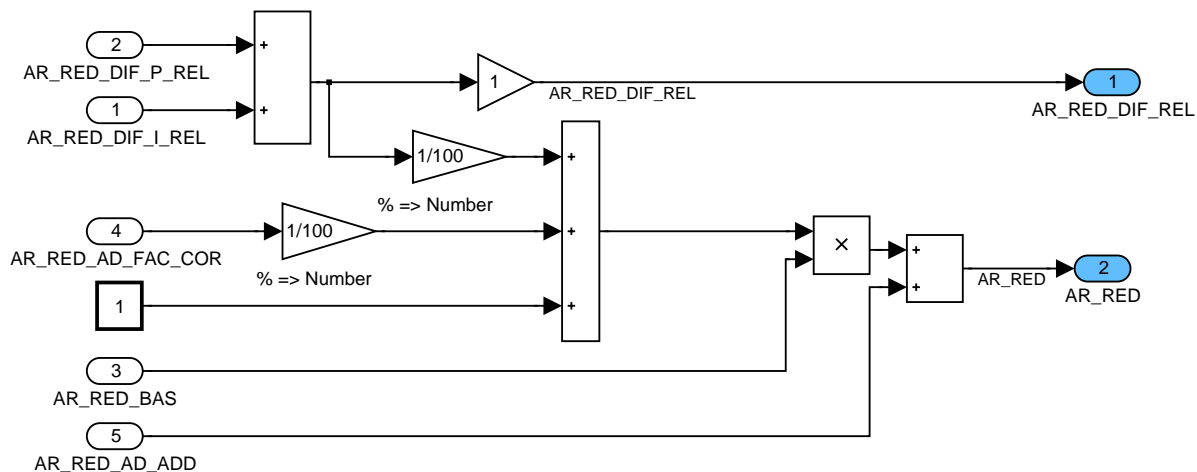 2
AR_RED_DIF_P_REL
1
AR_RED_DIF_I_REL
+
+
1
AR_RED_DIF_REL
1
AR_RED_DIF_REL
1/100
% => Number
4
AR_RED_AD_FAC_COR
1/100
% => Number
1
+
+
+
3
AR_RED_BAS
5
AR_RED_AD_ADD
×
+
+
AR_RED
2
AR_RED